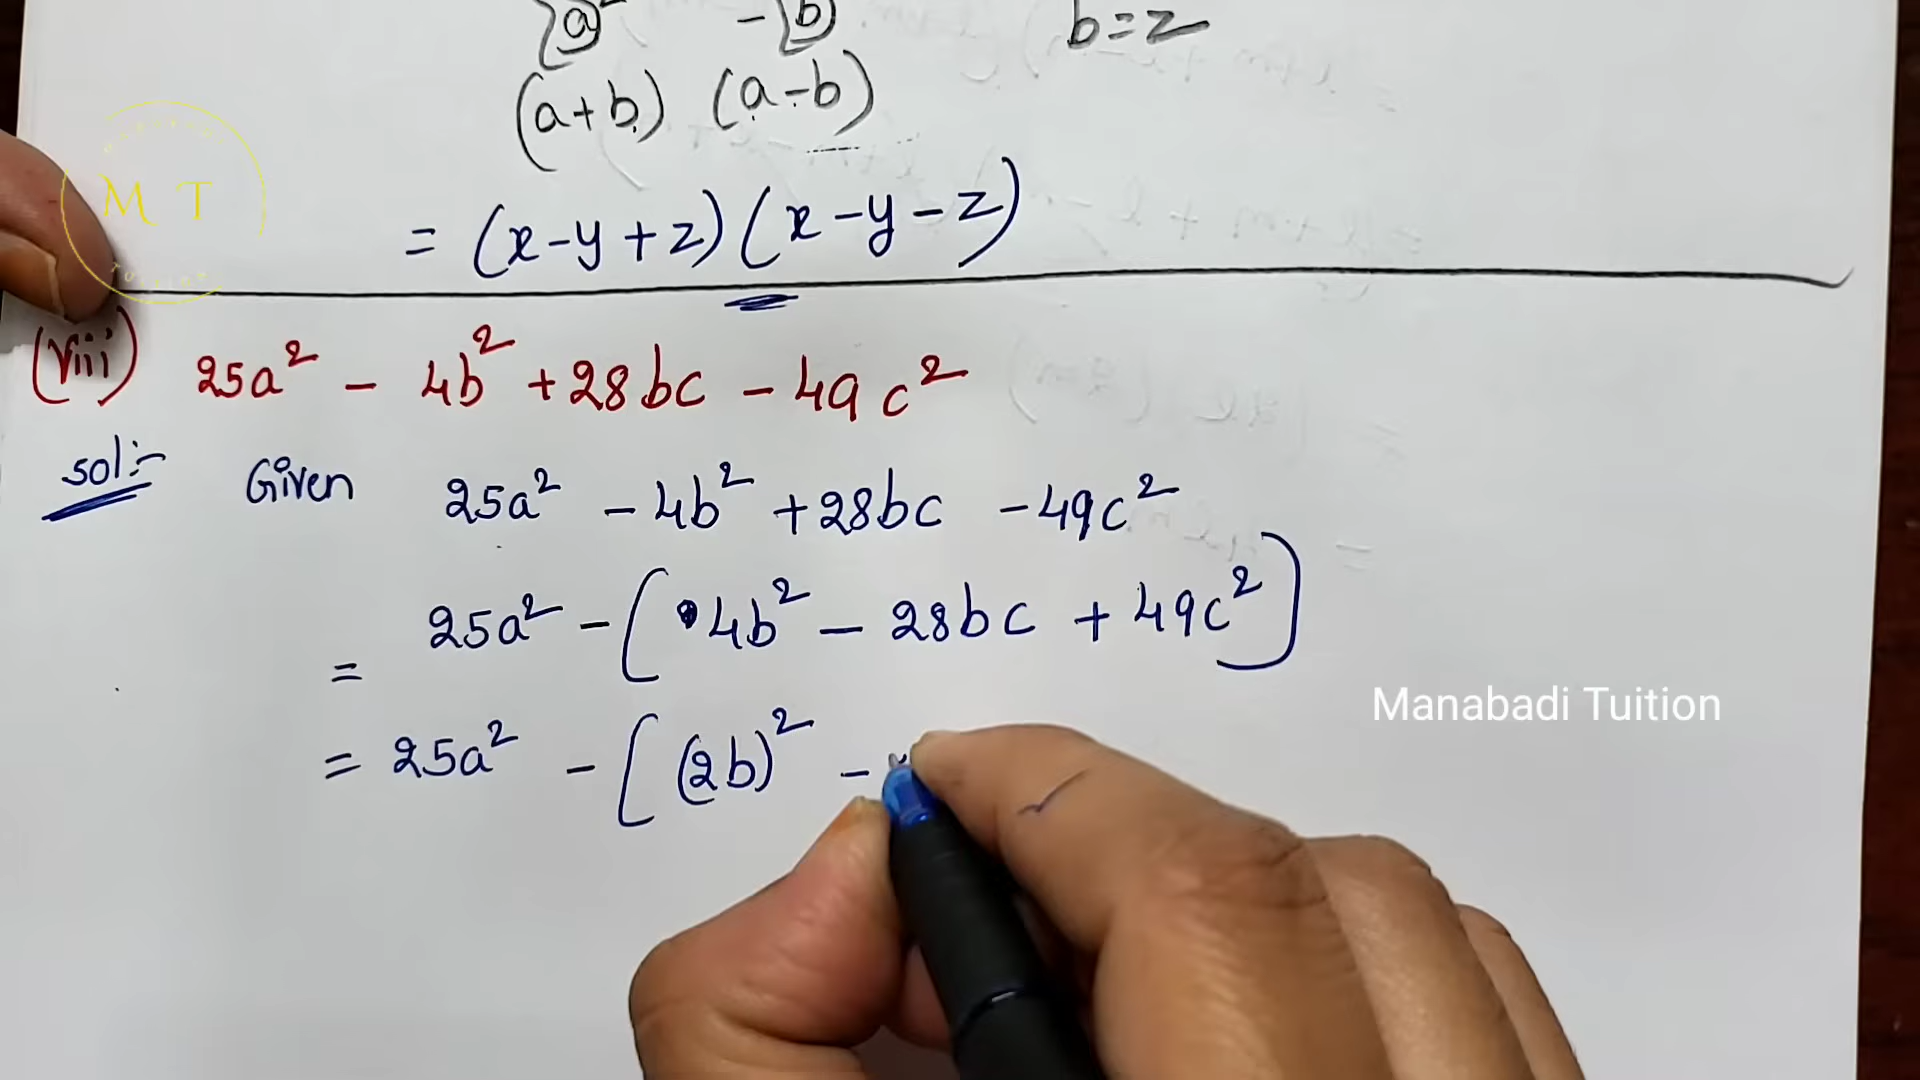 a² - b b = z
(a+b) (a-b)
= (x-y+z) (x-y-z)
M T
(viii) 25a² - 4b² + 28bc - 49c²
Sol:- Given 25a² - 4b² + 28bc - 49c²
= 25a² - [ 4b² - 28bc + 49c² ]
Manabadi Tuition
= 25a² - [ (2b)² -